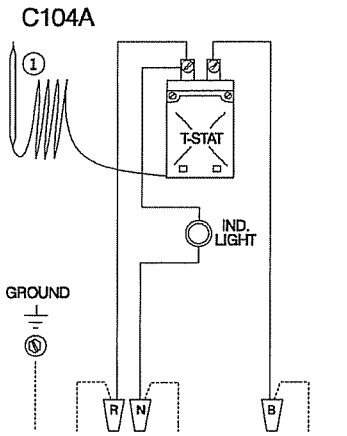 C104A
1
T-STAT
IND.
LIGHT
GROUND
R N B